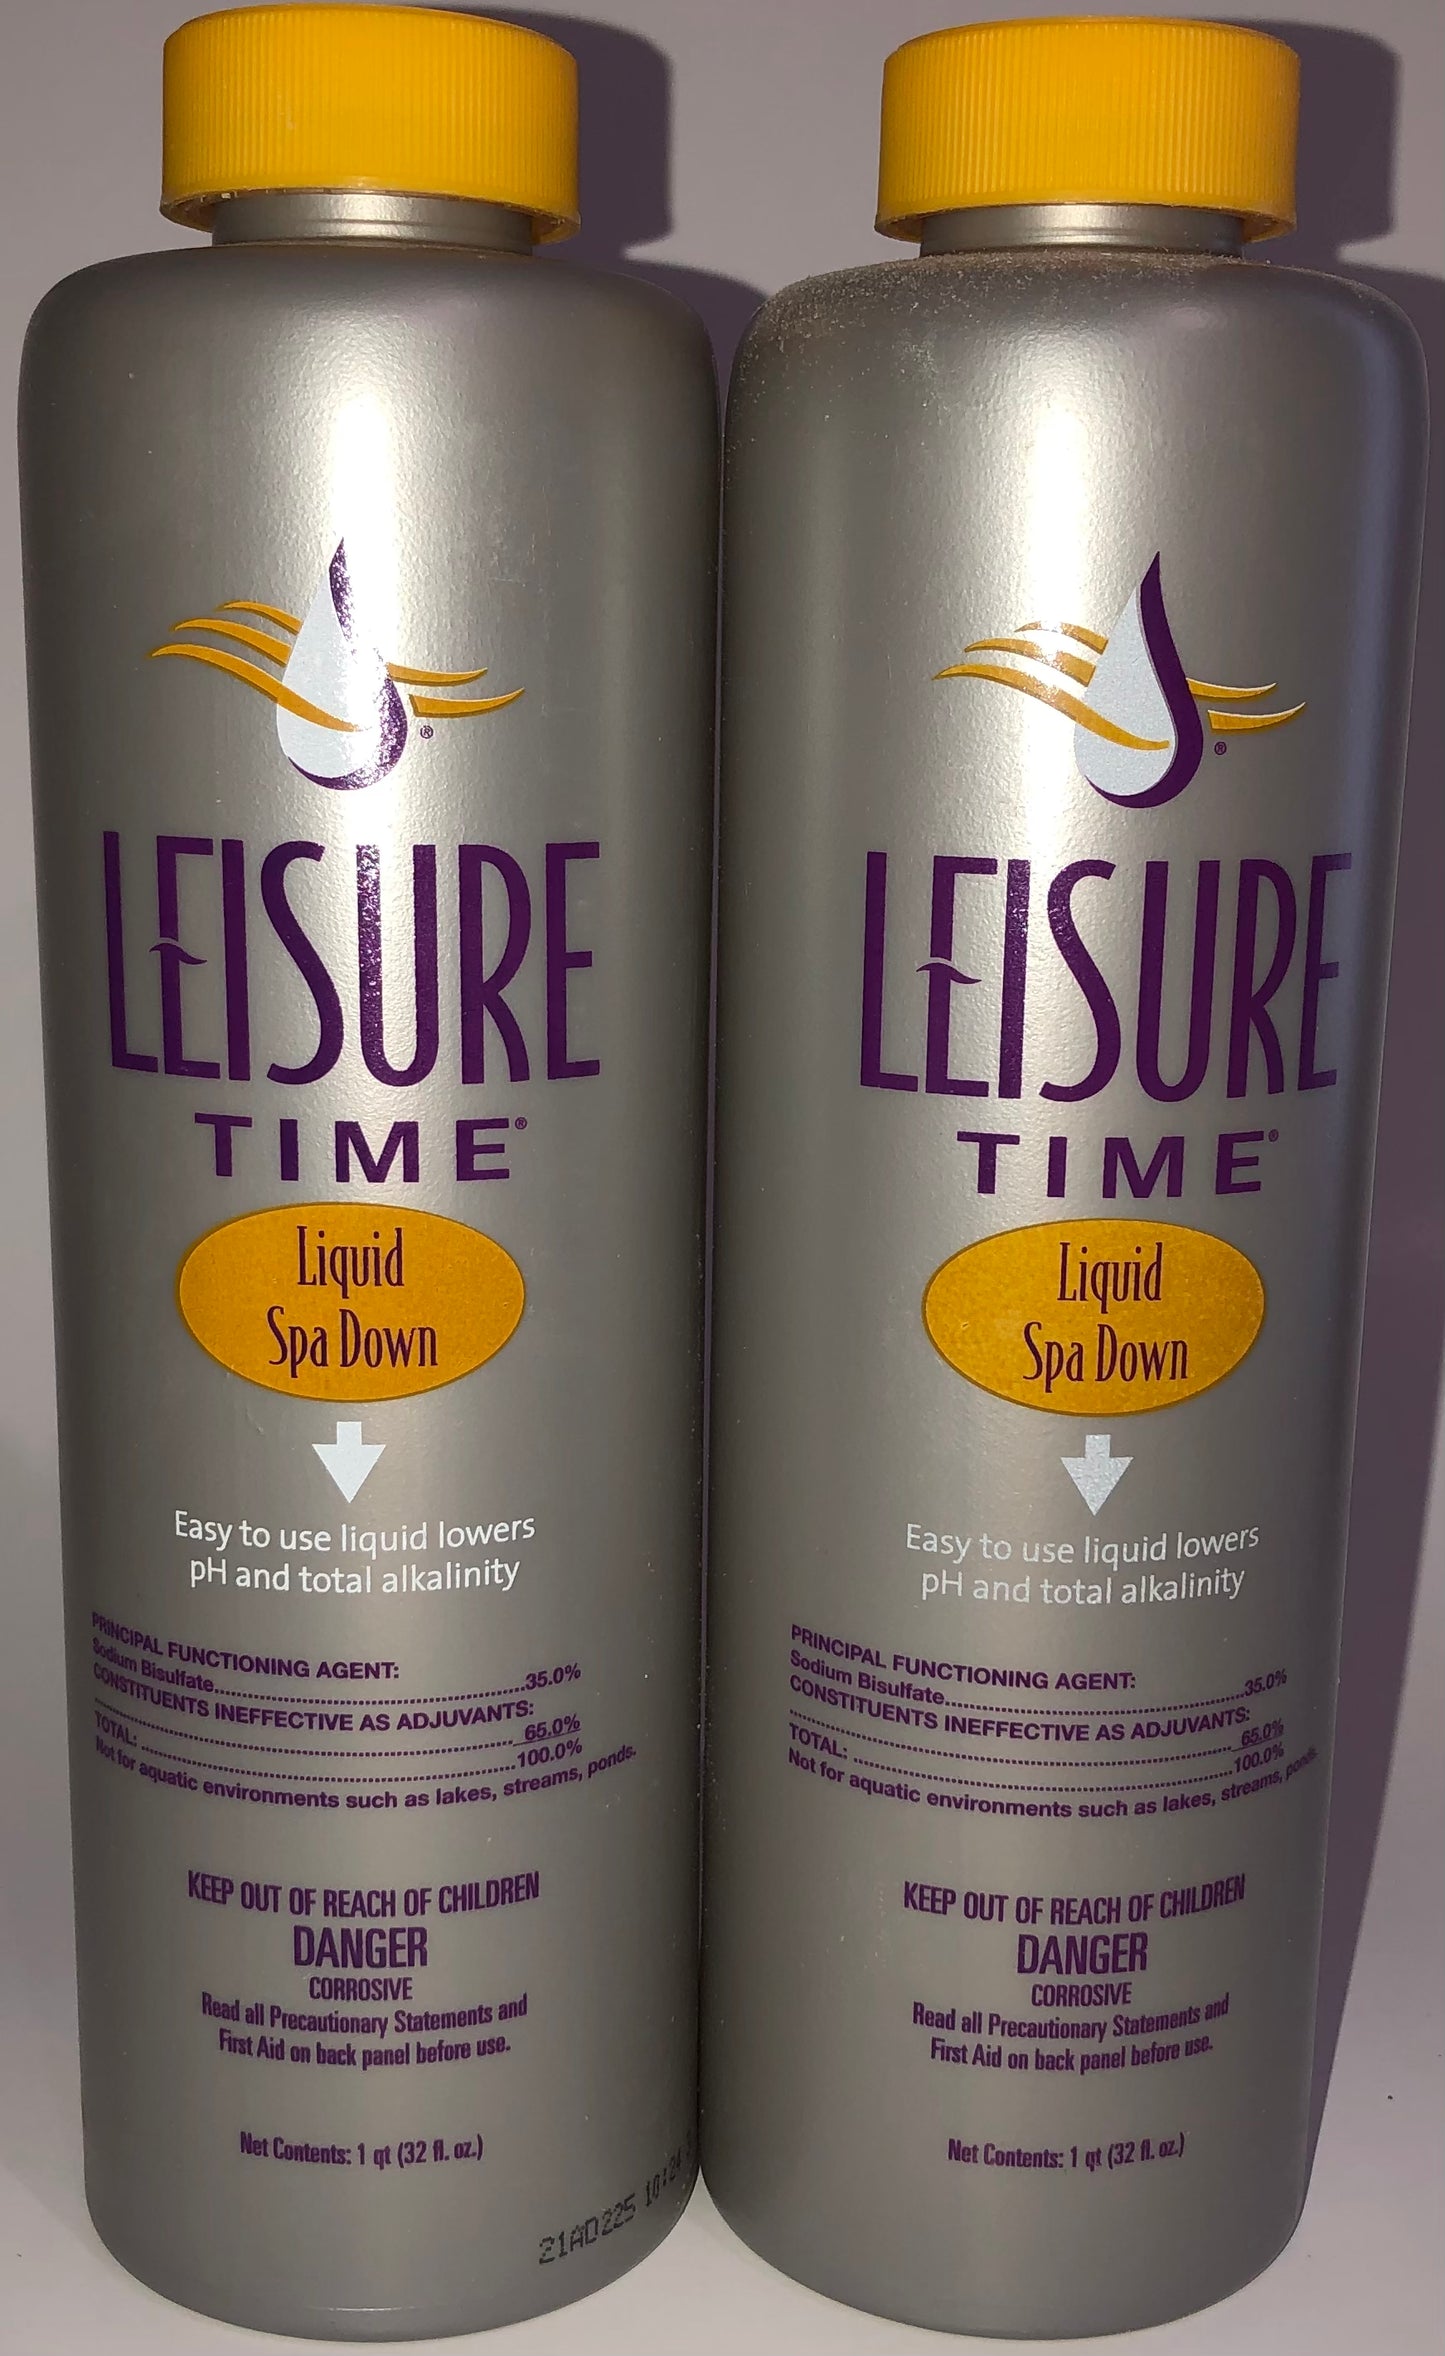 ®
LEISURE
TIME®
Liquid
Spa Down
Easy to use liquid lowers
pH and total alkalinity
PRINCIPAL FUNCTIONING AGENT:
Sodium Bisulfate..........35.0%
CONSTITUENTS INEFFECTIVE AS ADJUVANTS:
..........65.0%
TOTAL: ..........100.0%
Not for aquatic environments such as lakes, streams, ponds.
KEEP OUT OF REACH OF CHILDREN
DANGER
CORROSIVE
Read all Precautionary Statements and
First Aid on back panel before use.
Net Contents: 1 qt (32 fl. oz.)
21AD225 10:24
®
LEISURE
TIME®
Liquid
Spa Down
Easy to use liquid lowers
pH and total alkalinity
PRINCIPAL FUNCTIONING AGENT:
Sodium Bisulfate..........35.0%
CONSTITUENTS INEFFECTIVE AS ADJUVANTS:
..........65.0%
TOTAL: ..........100.0%
Not for aquatic environments such as lakes, streams, ponds
KEEP OUT OF REACH OF CHILDREN
DANGER
CORROSIVE
Read all Precautionary Statements and
First Aid on back panel before use.
Net Contents: 1 qt (32 fl. oz.)